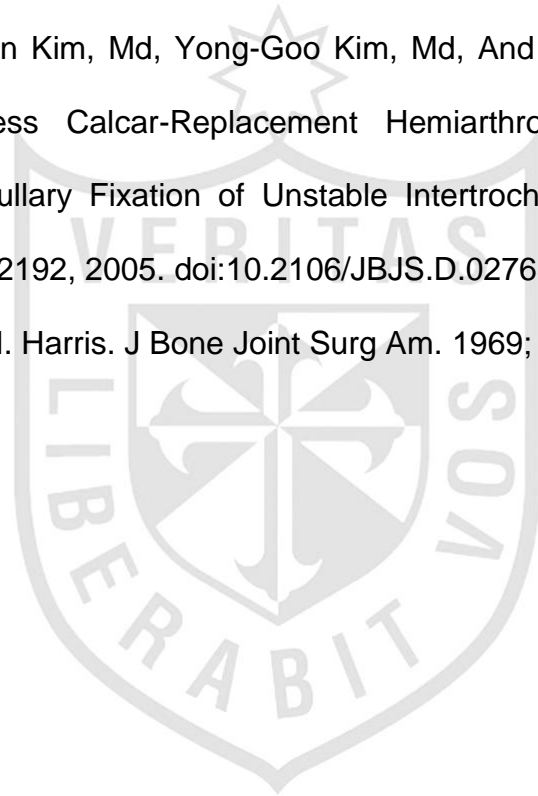 n Kim, Md, Yong-Goo Kim, Md, And
ess Calcar-Replacement Hemiarthro
ullary Fixation of Unstable Intertroch
2192, 2005. doi:10.2106/JBJS.D.0276
. Harris. J Bone Joint Surg Am. 1969;
VERITAS
LIBERABIT VOS